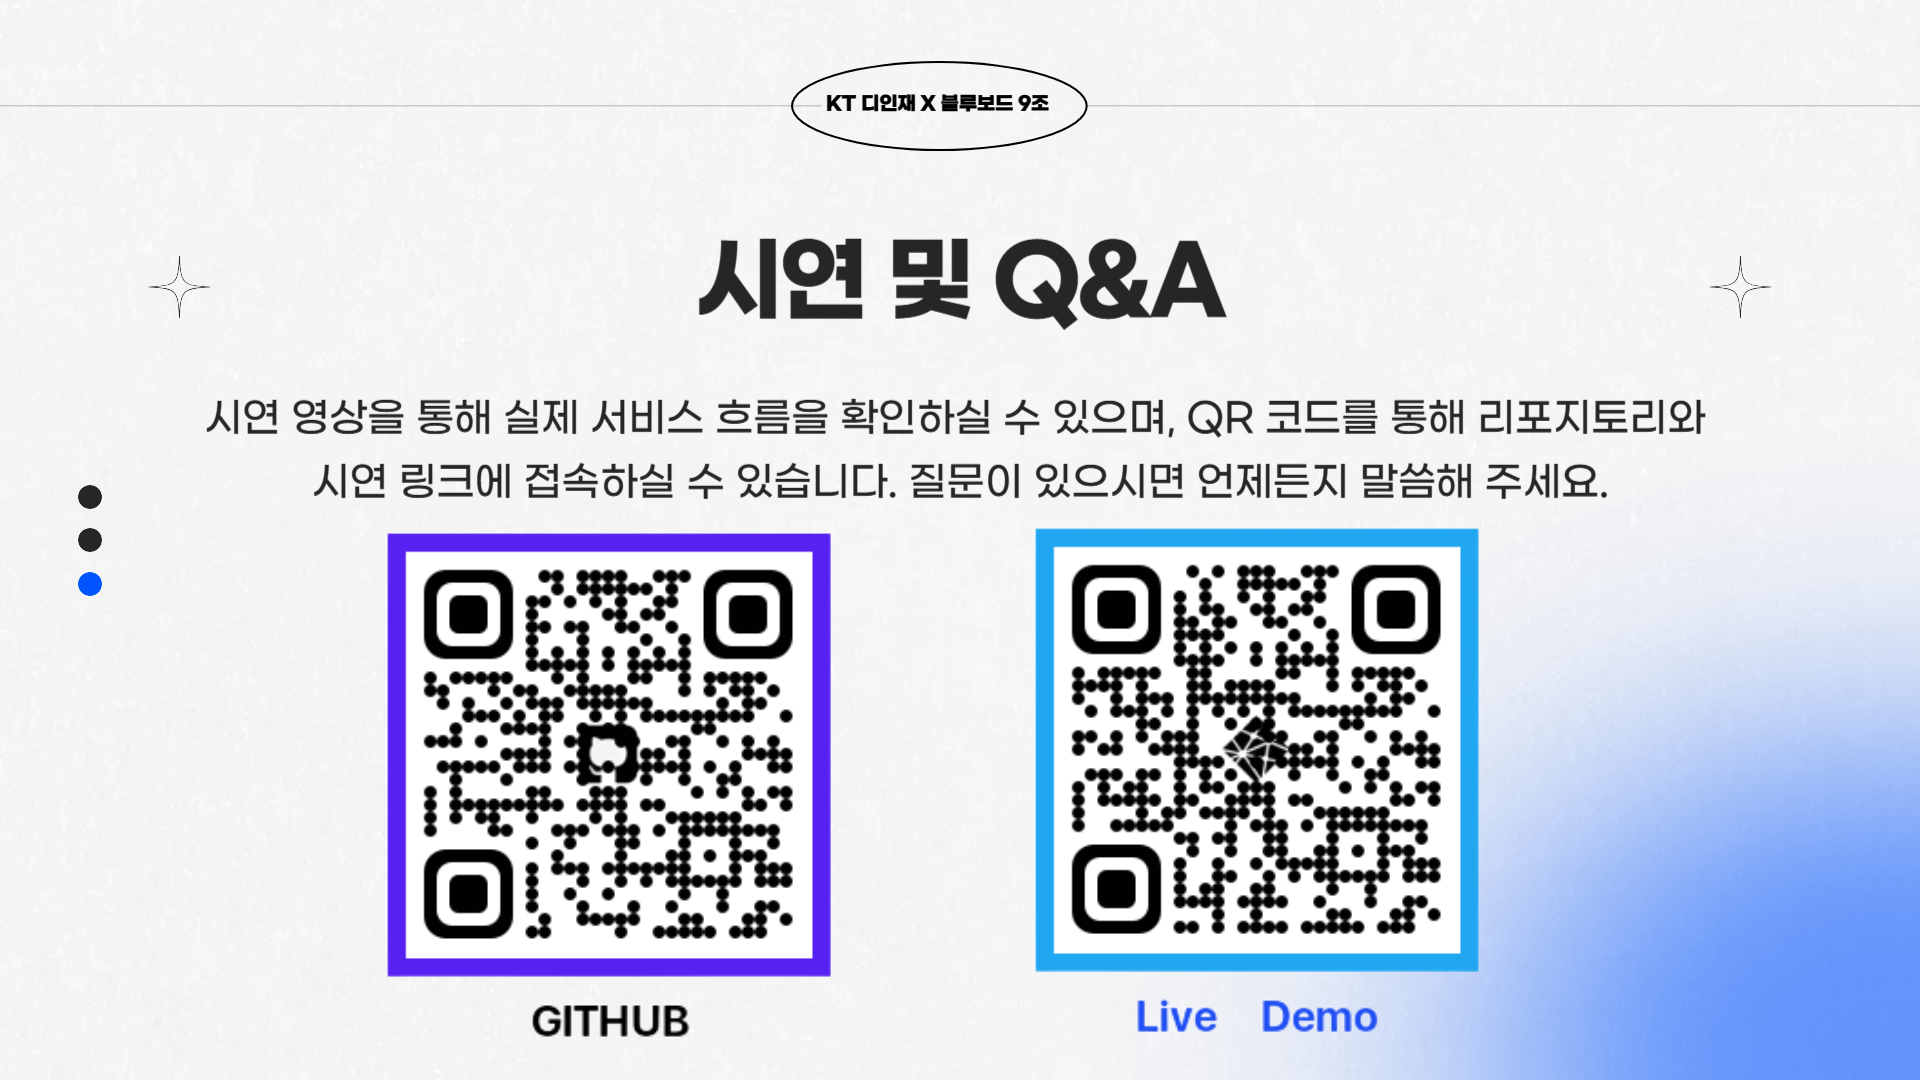 KT 디인재 X 블루보드 9조
시연 및 Q&A
시연 영상을 통해 실제 서비스 흐름을 확인하실 수 있으며, QR 코드를 통해 리포지토리와
시연 링크에 접속하실 수 있습니다. 질문이 있으시면 언제든지 말씀해 주세요.
GITHUB
Live Demo